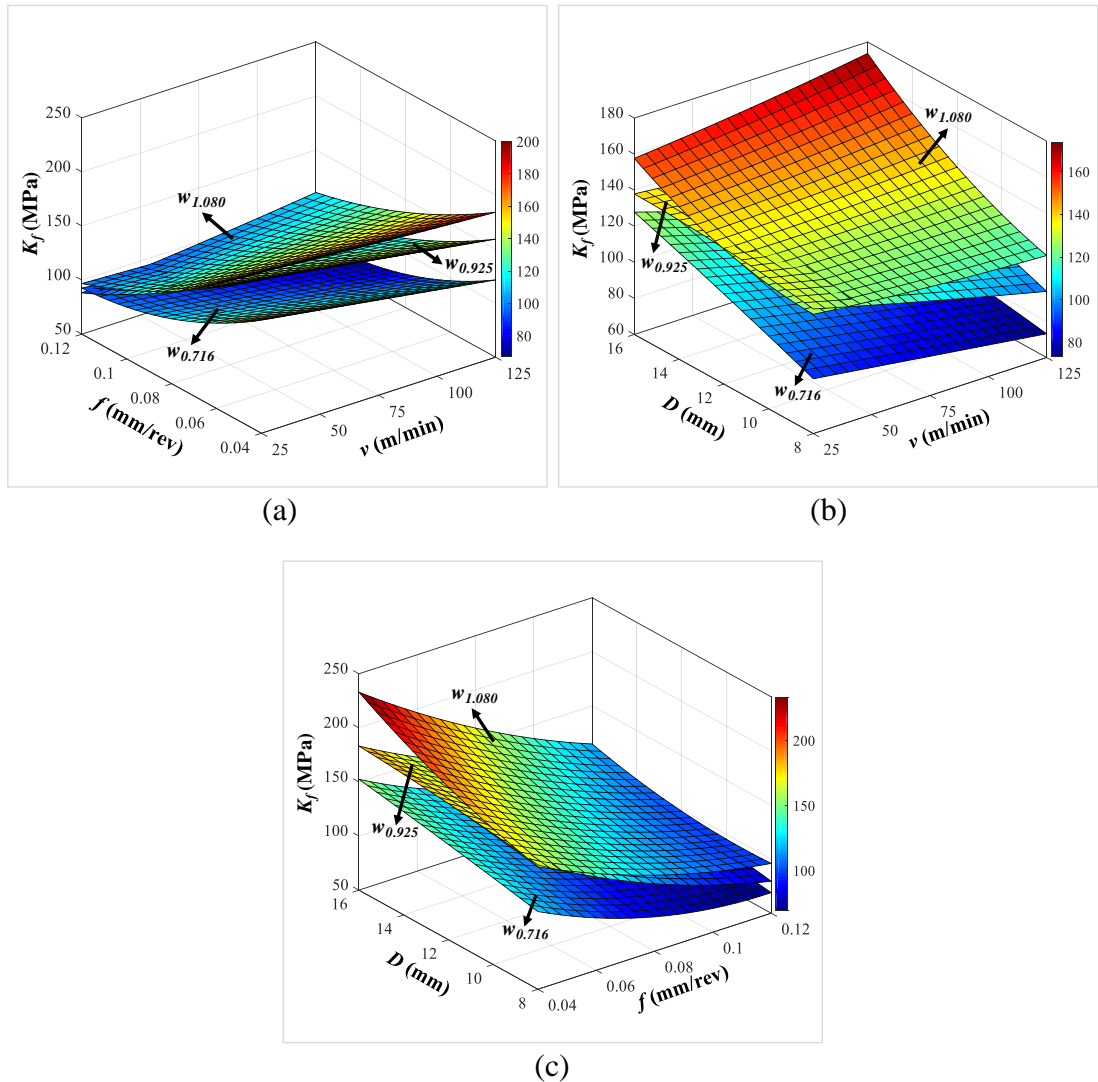 250
200
150
100
50
K_f (MPa)
w_1.080
w_0.925
w_0.716
0.12
0.1
0.08
0.06
0.04
f (mm/rev)
25
50
75
100
125
v (m/min)
200
180
160
140
120
100
80
(a)
180
160
140
120
100
80
60
K_f (MPa)
w_1.080
w_0.925
w_0.716
16
14
12
10
8
D (mm)
25
50
75
100
125
v (m/min)
160
140
120
100
80
(b)
250
200
150
100
50
K_f (MPa)
w_1.080
w_0.925
w_0.716
16
14
12
10
8
D (mm)
0.04
0.06
0.08
0.1
0.12
f (mm/rev)
200
150
100
(c)